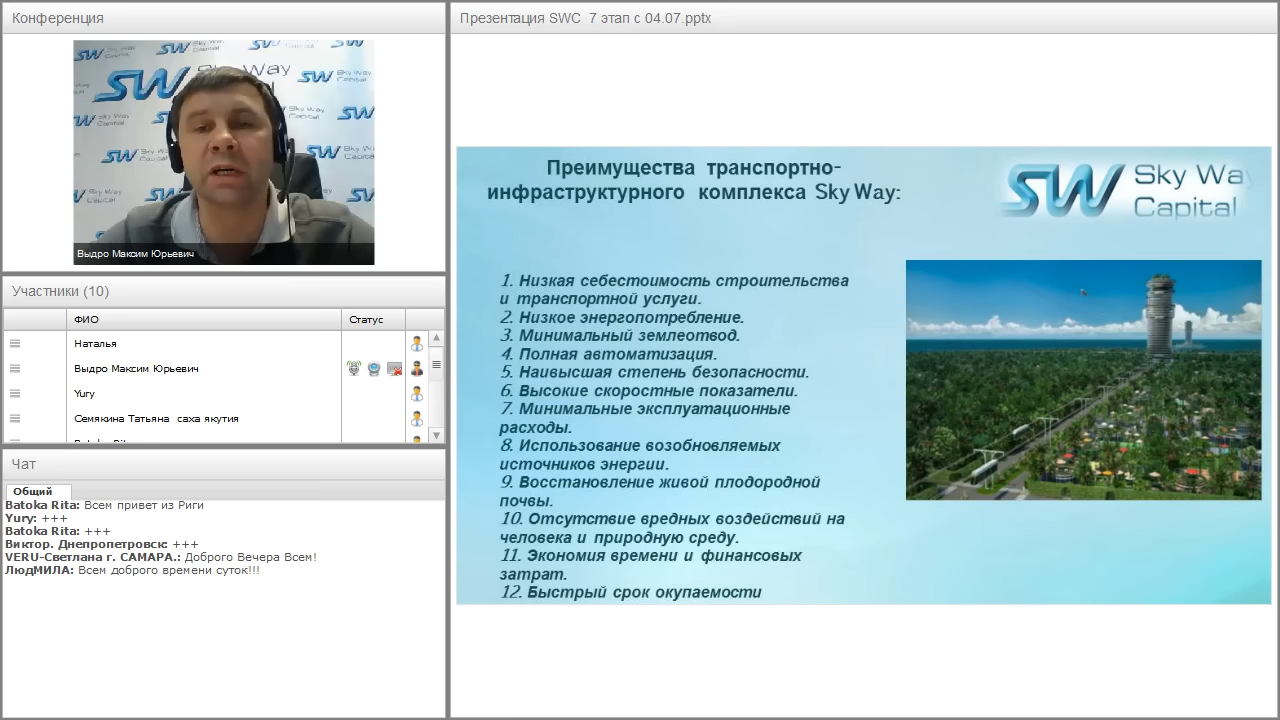 Конференция
SW Sky Way Capital
Выдро Максим Юрьевич
Участники (10)
ФИО
Статус
Наталья
Выдро Максим Юрьевич
Yury
Семякина Татьяна саха якутия
Чат
Общий
Batoka Rita: Всем привет из Риги
Yury: +++
Batoka Rita: +++
Виктор. Днепропетровск: +++
VERU-Светлана г. САМАРА.: Доброго Вечера Всем!
ЛюдМИЛА: Всем доброго времени суток!!!
Презентация SWC 7 этап с 04.07.pptx
Преимущества транспортно-
инфраструктурного комплекса Sky Way:
SW Sky Way
Capital
1. Низкая себестоимость строительства
и транспортной услуги.
2. Низкое энергопотребление.
3. Минимальный землеотвод.
4. Полная автоматизация.
5. Наивысшая степень безопасности.
6. Высокие скоростные показатели.
7. Минимальные эксплуатационные
расходы.
8. Использование возобновляемых
источников энергии.
9. Восстановление живой плодородной
почвы.
10. Отсутствие вредных воздействий на
человека и природную среду.
11. Экономия времени и финансовых
затрат.
12. Быстрый срок окупаемости